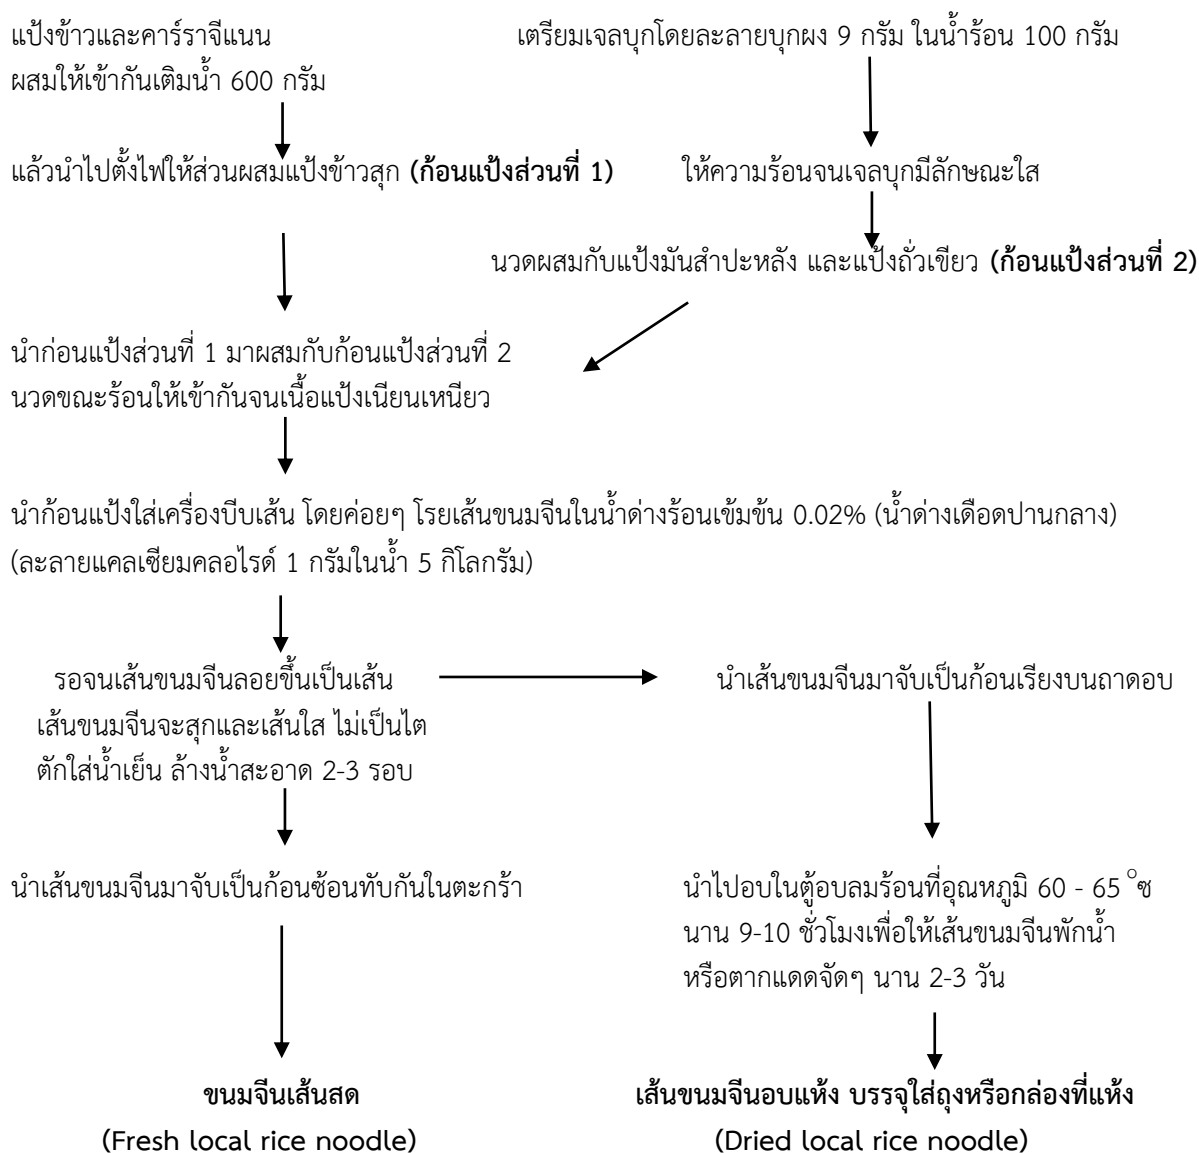 แป้งข้าวและคาร์ราจีแนน
ผสมให้เข้ากันเติมน้ำ 600 กรัม
เตรียมเจลบุกโดยละลายบุกผง 9 กรัม ในน้ำร้อน 100 กรัม
แล้วนำไปตั้งไฟให้ส่วนผสมแป้งข้าวสุก (ก้อนแป้งส่วนที่ 1)
ให้ความร้อนจนเจลบุกมีลักษณะใส
นวดผสมกับแป้งมันสำปะหลัง และแป้งถั่วเขียว (ก้อนแป้งส่วนที่ 2)
นำก่อนแป้งส่วนที่ 1 มาผสมกับก้อนแป้งส่วนที่ 2
นวดขณะร้อนให้เข้ากันจนเนื้อแป้งเนียนเหนียว
นำก้อนแป้งใส่เครื่องบีบเส้น โดยค่อยๆ โรยเส้นขนมจีนในน้ำด่างร้อนเข้มข้น 0.02% (น้ำด่างเดือดปานกลาง)
(ละลายแคลเซียมคลอไรด์ 1 กรัมในน้ำ 5 กิโลกรัม)
รอจนเส้นขนมจีนลอยขึ้นเป็นเส้น
เส้นขนมจีนจะสุกและเส้นใส ไม่เป็นไต
ตักใส่น้ำเย็น ล้างน้ำสะอาด 2-3 รอบ
นำเส้นขนมจีนมาจับเป็นก้อนเรียงบนถาดอบ
นำเส้นขนมจีนมาจับเป็นก้อนซ้อนทับกันในตะกร้า
นำไปอบในตู้อบลมร้อนที่อุณหภูมิ 60 - 65 °ซ
นาน 9-10 ชั่วโมงเพื่อให้เส้นขนมจีนพักน้ำ
หรือตากแดดจัดๆ นาน 2-3 วัน
ขนมจีนเส้นสด
(Fresh local rice noodle)
เส้นขนมจีนอบแห้ง บรรจุใส่ถุงหรือกล่องที่แห้ง
(Dried local rice noodle)